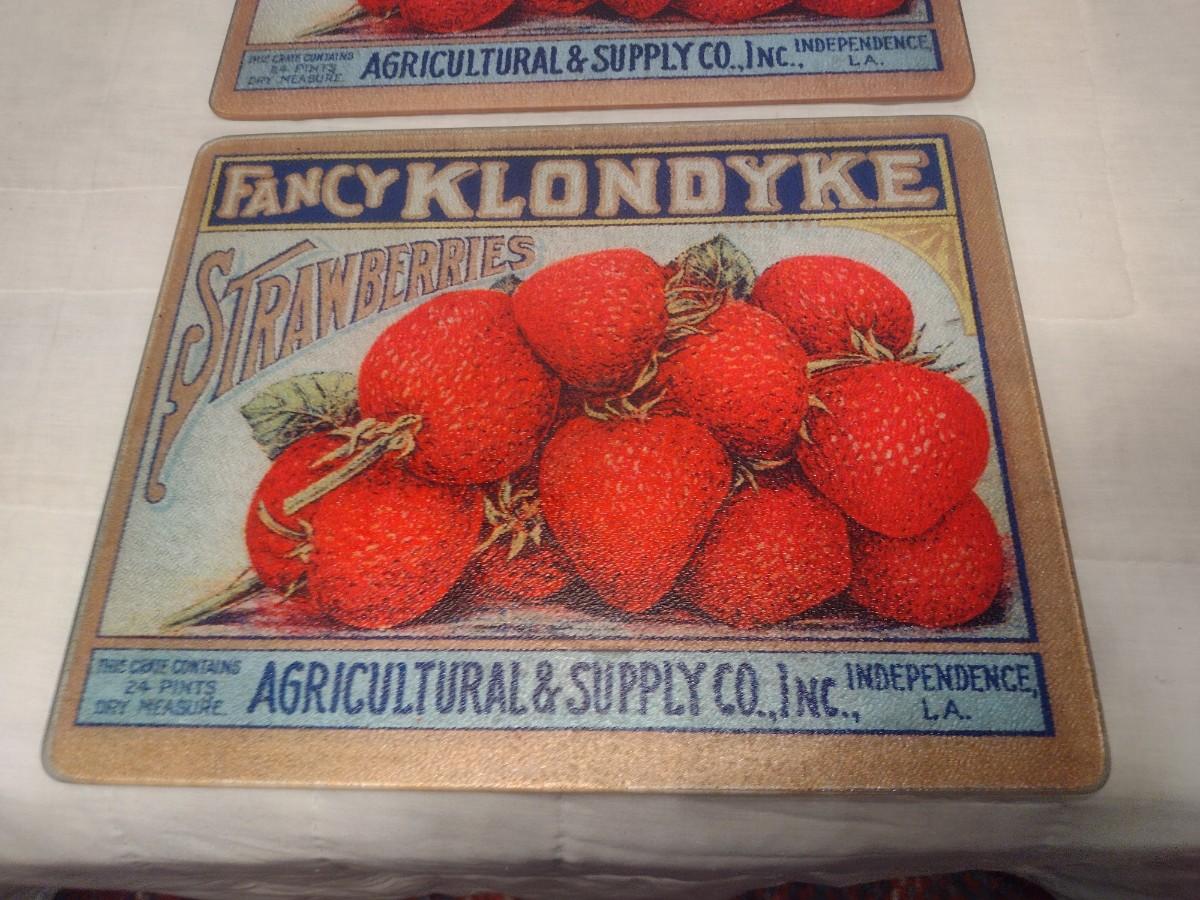 THIS CRATE CONTAINS
24 PINTS
DRY MEASURE.
AGRICULTURAL & SUPPLY CO., INC.,
INDEPENDENCE,
LA.
FANCY KLONDYKE
STRAWBERRIES
THIS CRATE CONTAINS
24 PINTS
DRY MEASURE.
AGRICULTURAL & SUPPLY CO., INC.,
INDEPENDENCE,
LA.